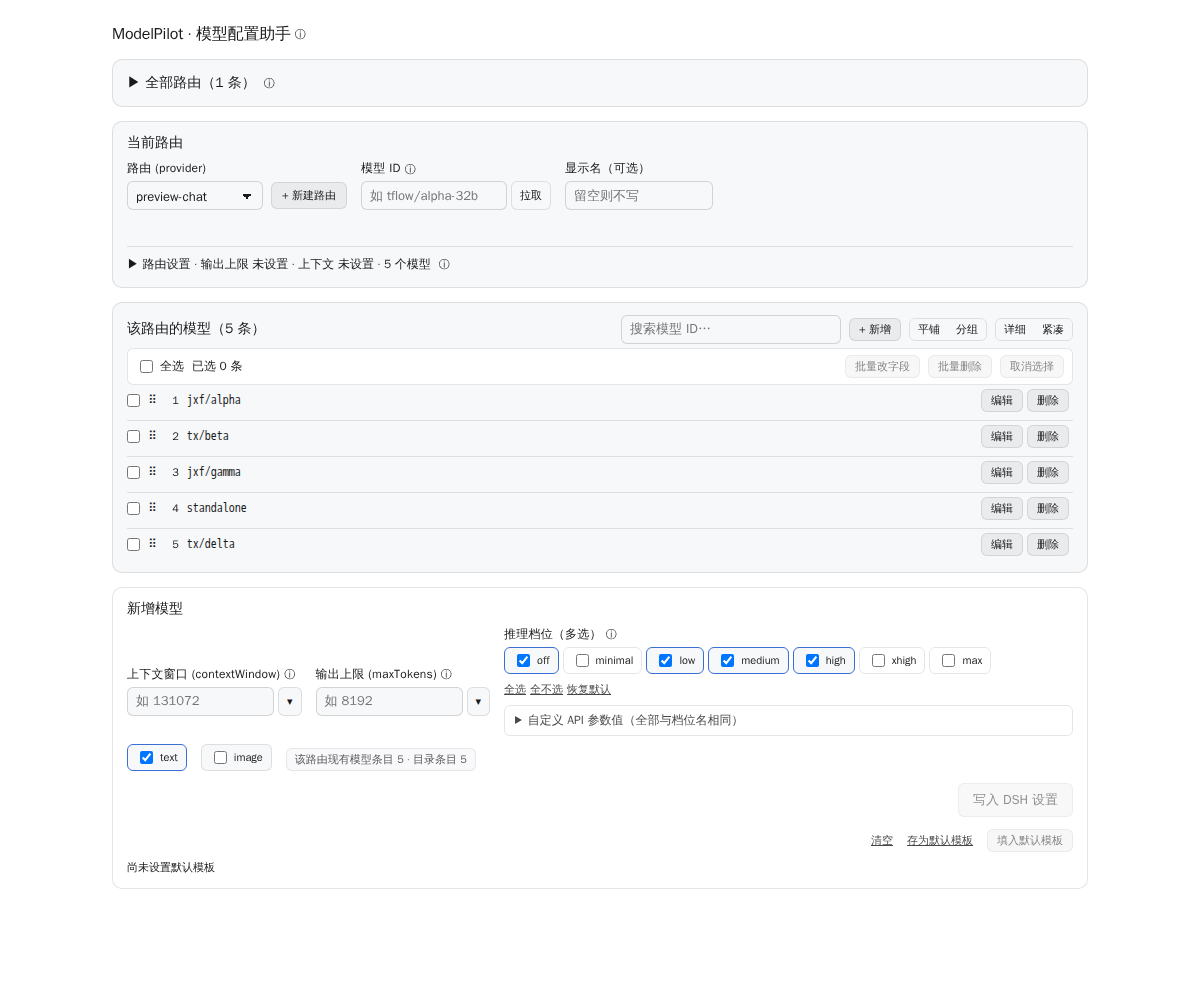 ModelPilot · 模型配置助手 ⓘ
▶ 全部路由（1 条） ⓘ
当前路由
路由 (provider) 模型 ID ⓘ 显示名（可选）
preview-chat + 新建路由 如 tflow/alpha-32b 拉取 留空则不写
▶ 路由设置 · 输出上限 未设置 · 上下文 未设置 · 5 个模型 ⓘ
该路由的模型（5 条） 搜索模型 ID… + 新增 平铺 分组 详细 紧凑
全选 已选 0 条 批量改字段 批量删除 取消选择
1 jxf/alpha 编辑 删除
2 tx/beta 编辑 删除
3 jxf/gamma 编辑 删除
4 standalone 编辑 删除
5 tx/delta 编辑 删除
新增模型
推理档位（多选） ⓘ
off minimal low medium high xhigh max
上下文窗口 (contextWindow) ⓘ 输出上限 (maxTokens) ⓘ
全选 全不选 恢复默认
如 131072 ▼ 如 8192 ▼
▶ 自定义 API 参数值（全部与档位名相同）
text image 该路由现有模型条目 5 · 目录条目 5
写入 DSH 设置
清空 存为默认模板 填入默认模板
尚未设置默认模板